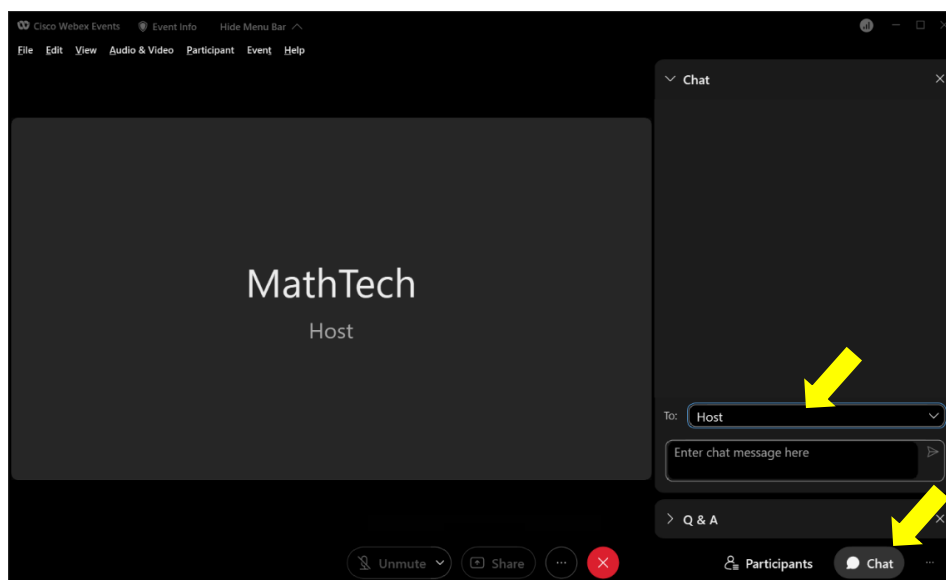 Cisco Webex Events Event Info Hide Menu Bar
File Edit View Audio & Video Participant Event Help
Chat
MathTech
Host
To: Host
Enter chat message here
Q & A
Unmute Share Participants Chat